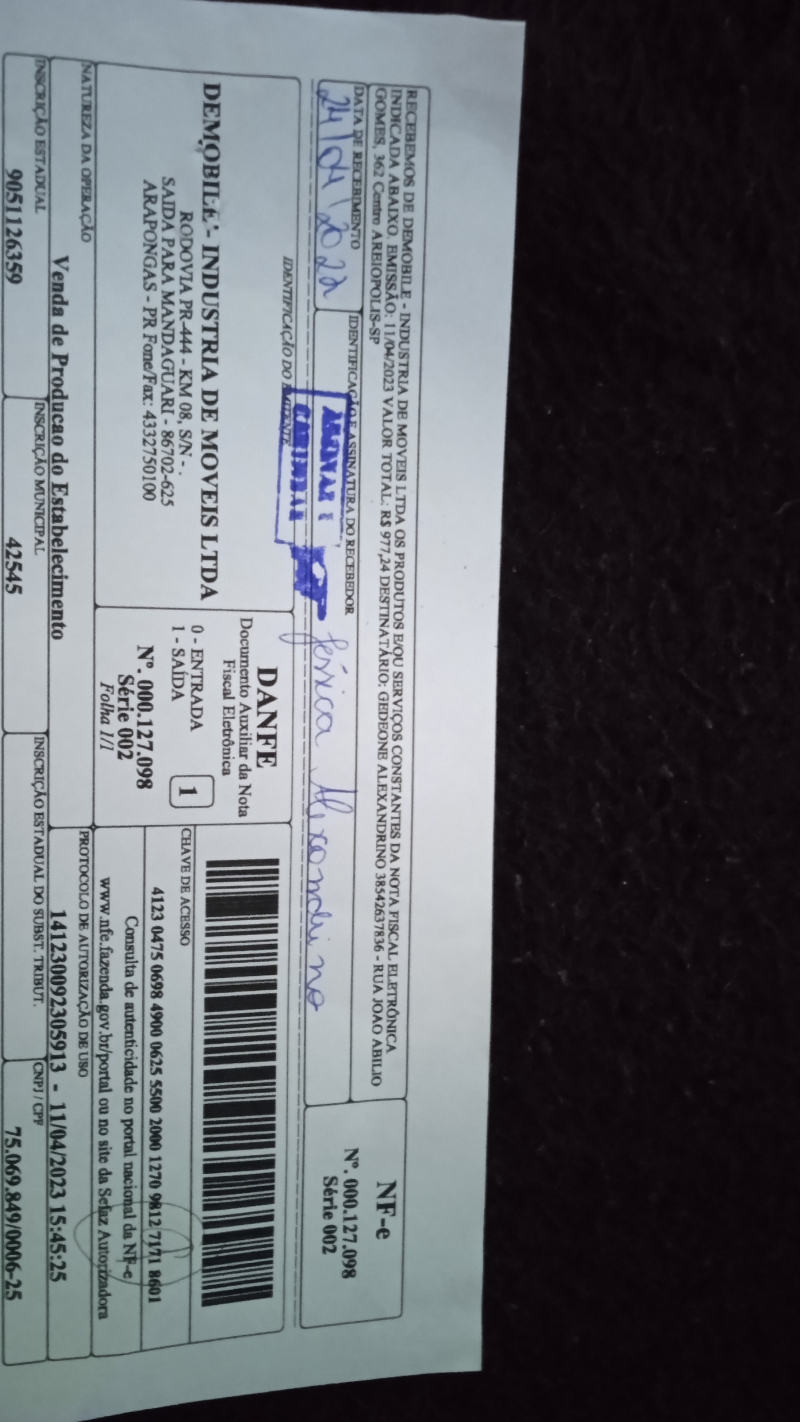 RECEBEMOS DE DEMOBILE - INDUSTRIA DE MOVEIS LTDA OS PRODUTOS E/OU SERVIÇOS CONSTANTES DA NOTA FISCAL ELETRÔNICA
INDICADA ABAIXO. EMISSÃO: 11/04/2023 VALOR TOTAL: R$ 977,24 DESTINATÁRIO: GEDEONE ALEXANDRINO 38542637836 - RUA JOAO ABILIO
GOMES, 362 Centro AREIOPOLIS-SP
NF-e
Nº. 000.127.098
Série 002
DATA DE RECEBIMENTO
24/04/2022
IDENTIFICAÇÃO E ASSINATURA DO RECEBEDOR
Jéssica Alexandrino
IDENTIFICAÇÃO DO EMITENTE
DEMOBILE - INDUSTRIA DE MOVEIS LTDA
RODOVIA PR-444 - KM 08, S/N - .
SAIDA PARA MANDAGUARI - 86702-625
ARAPONGAS - PR Fone/Fax: 4332750100
DANFE
Documento Auxiliar da Nota
Fiscal Eletrônica
0 - ENTRADA
1 - SAÍDA
1
Nº. 000.127.098
Série 002
Folha 1/1
CHAVE DE ACESSO
4123 0475 0698 4900 0625 5500 2000 1270 9812 7171 8601
Consulta de autenticidade no portal nacional da NF-e
www.nfe.fazenda.gov.br/portal ou no site da Sefaz Autorizadora
NATUREZA DA OPERAÇÃO
Venda de Producao do Estabelecimento
PROTOCOLO DE AUTORIZAÇÃO DE USO
141230092305913 - 11/04/2023 15:45:25
INSCRIÇÃO ESTADUAL
9051126359
INSCRIÇÃO MUNICIPAL
42545
INSCRIÇÃO ESTADUAL DO SUBST. TRIBUT.
CNPJ / CPF
75.069.849/0006-25